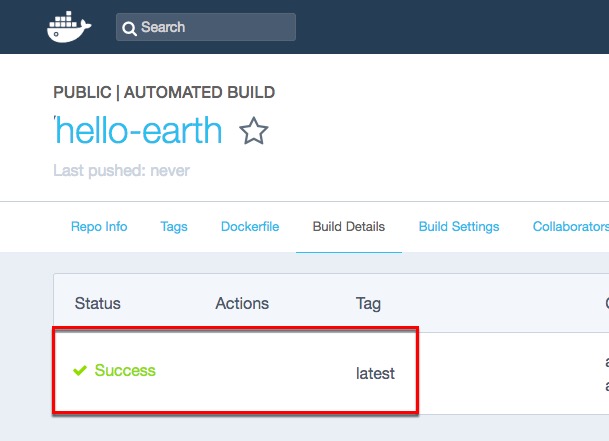 Search
PUBLIC | AUTOMATED BUILD
hello-earth
Last pushed: never
Repo Info Tags Dockerfile Build Details Build Settings Collaborators
Status Actions Tag
Success latest